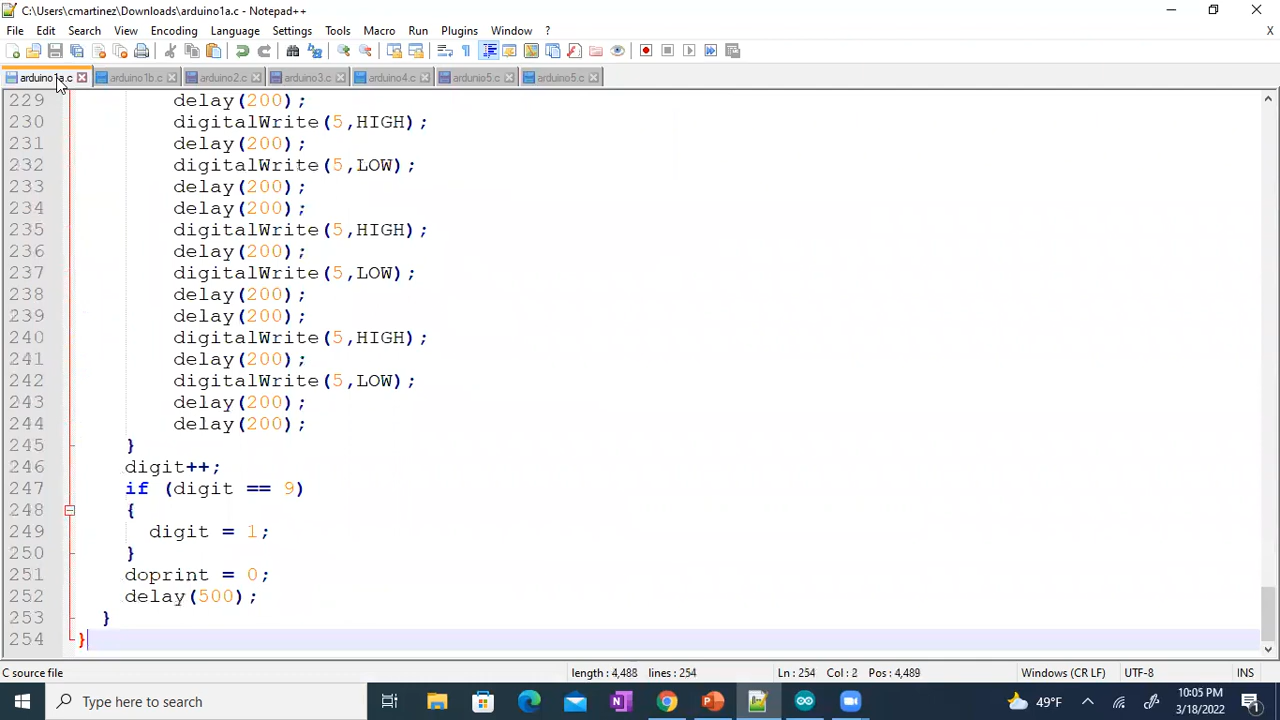 C:\Users\cmartinez\Downloads\arduino1a.c - Notepad++
File Edit Search View Encoding Language Settings Tools Macro Run Plugins Window ? X
arduino1a.c arduino1b.c arduino2.c arduino3.c arduino4.c ardunio5.c arduino5.c
229 delay(200);
230 digitalWrite(5,HIGH);
231 delay(200);
232 digitalWrite(5,LOW);
233 delay(200);
234 delay(200);
235 digitalWrite(5,HIGH);
236 delay(200);
237 digitalWrite(5,LOW);
238 delay(200);
239 delay(200);
240 digitalWrite(5,HIGH);
241 delay(200);
242 digitalWrite(5,LOW);
243 delay(200);
244 delay(200);
245 }
246 digit++;
247 if (digit == 9)
248 {
249 digit = 1;
250 }
251 doprint = 0;
252 delay(500);
253 }
254 }
C source file length : 4,488 lines : 254 Ln : 254 Col : 2 Pos : 4,489 Windows (CR LF) UTF-8 INS
Type here to search 49°F 10:05 PM
3/18/2022